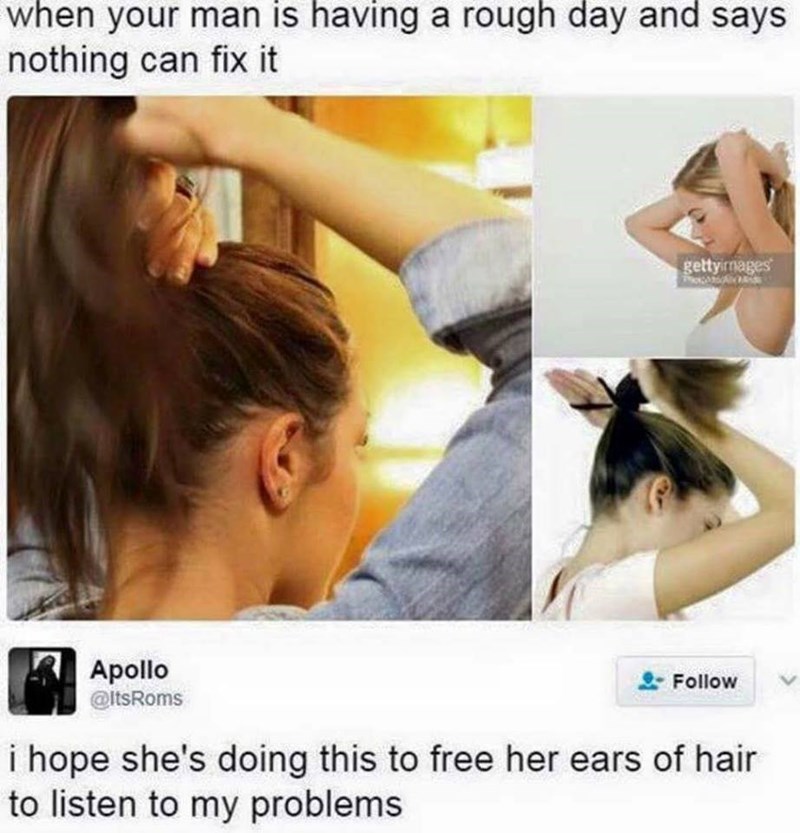 when your man is having a rough day and says
nothing can fix it
gettyimages
Apollo
@ItsRoms
Follow
i hope she's doing this to free her ears of hair
to listen to my problems